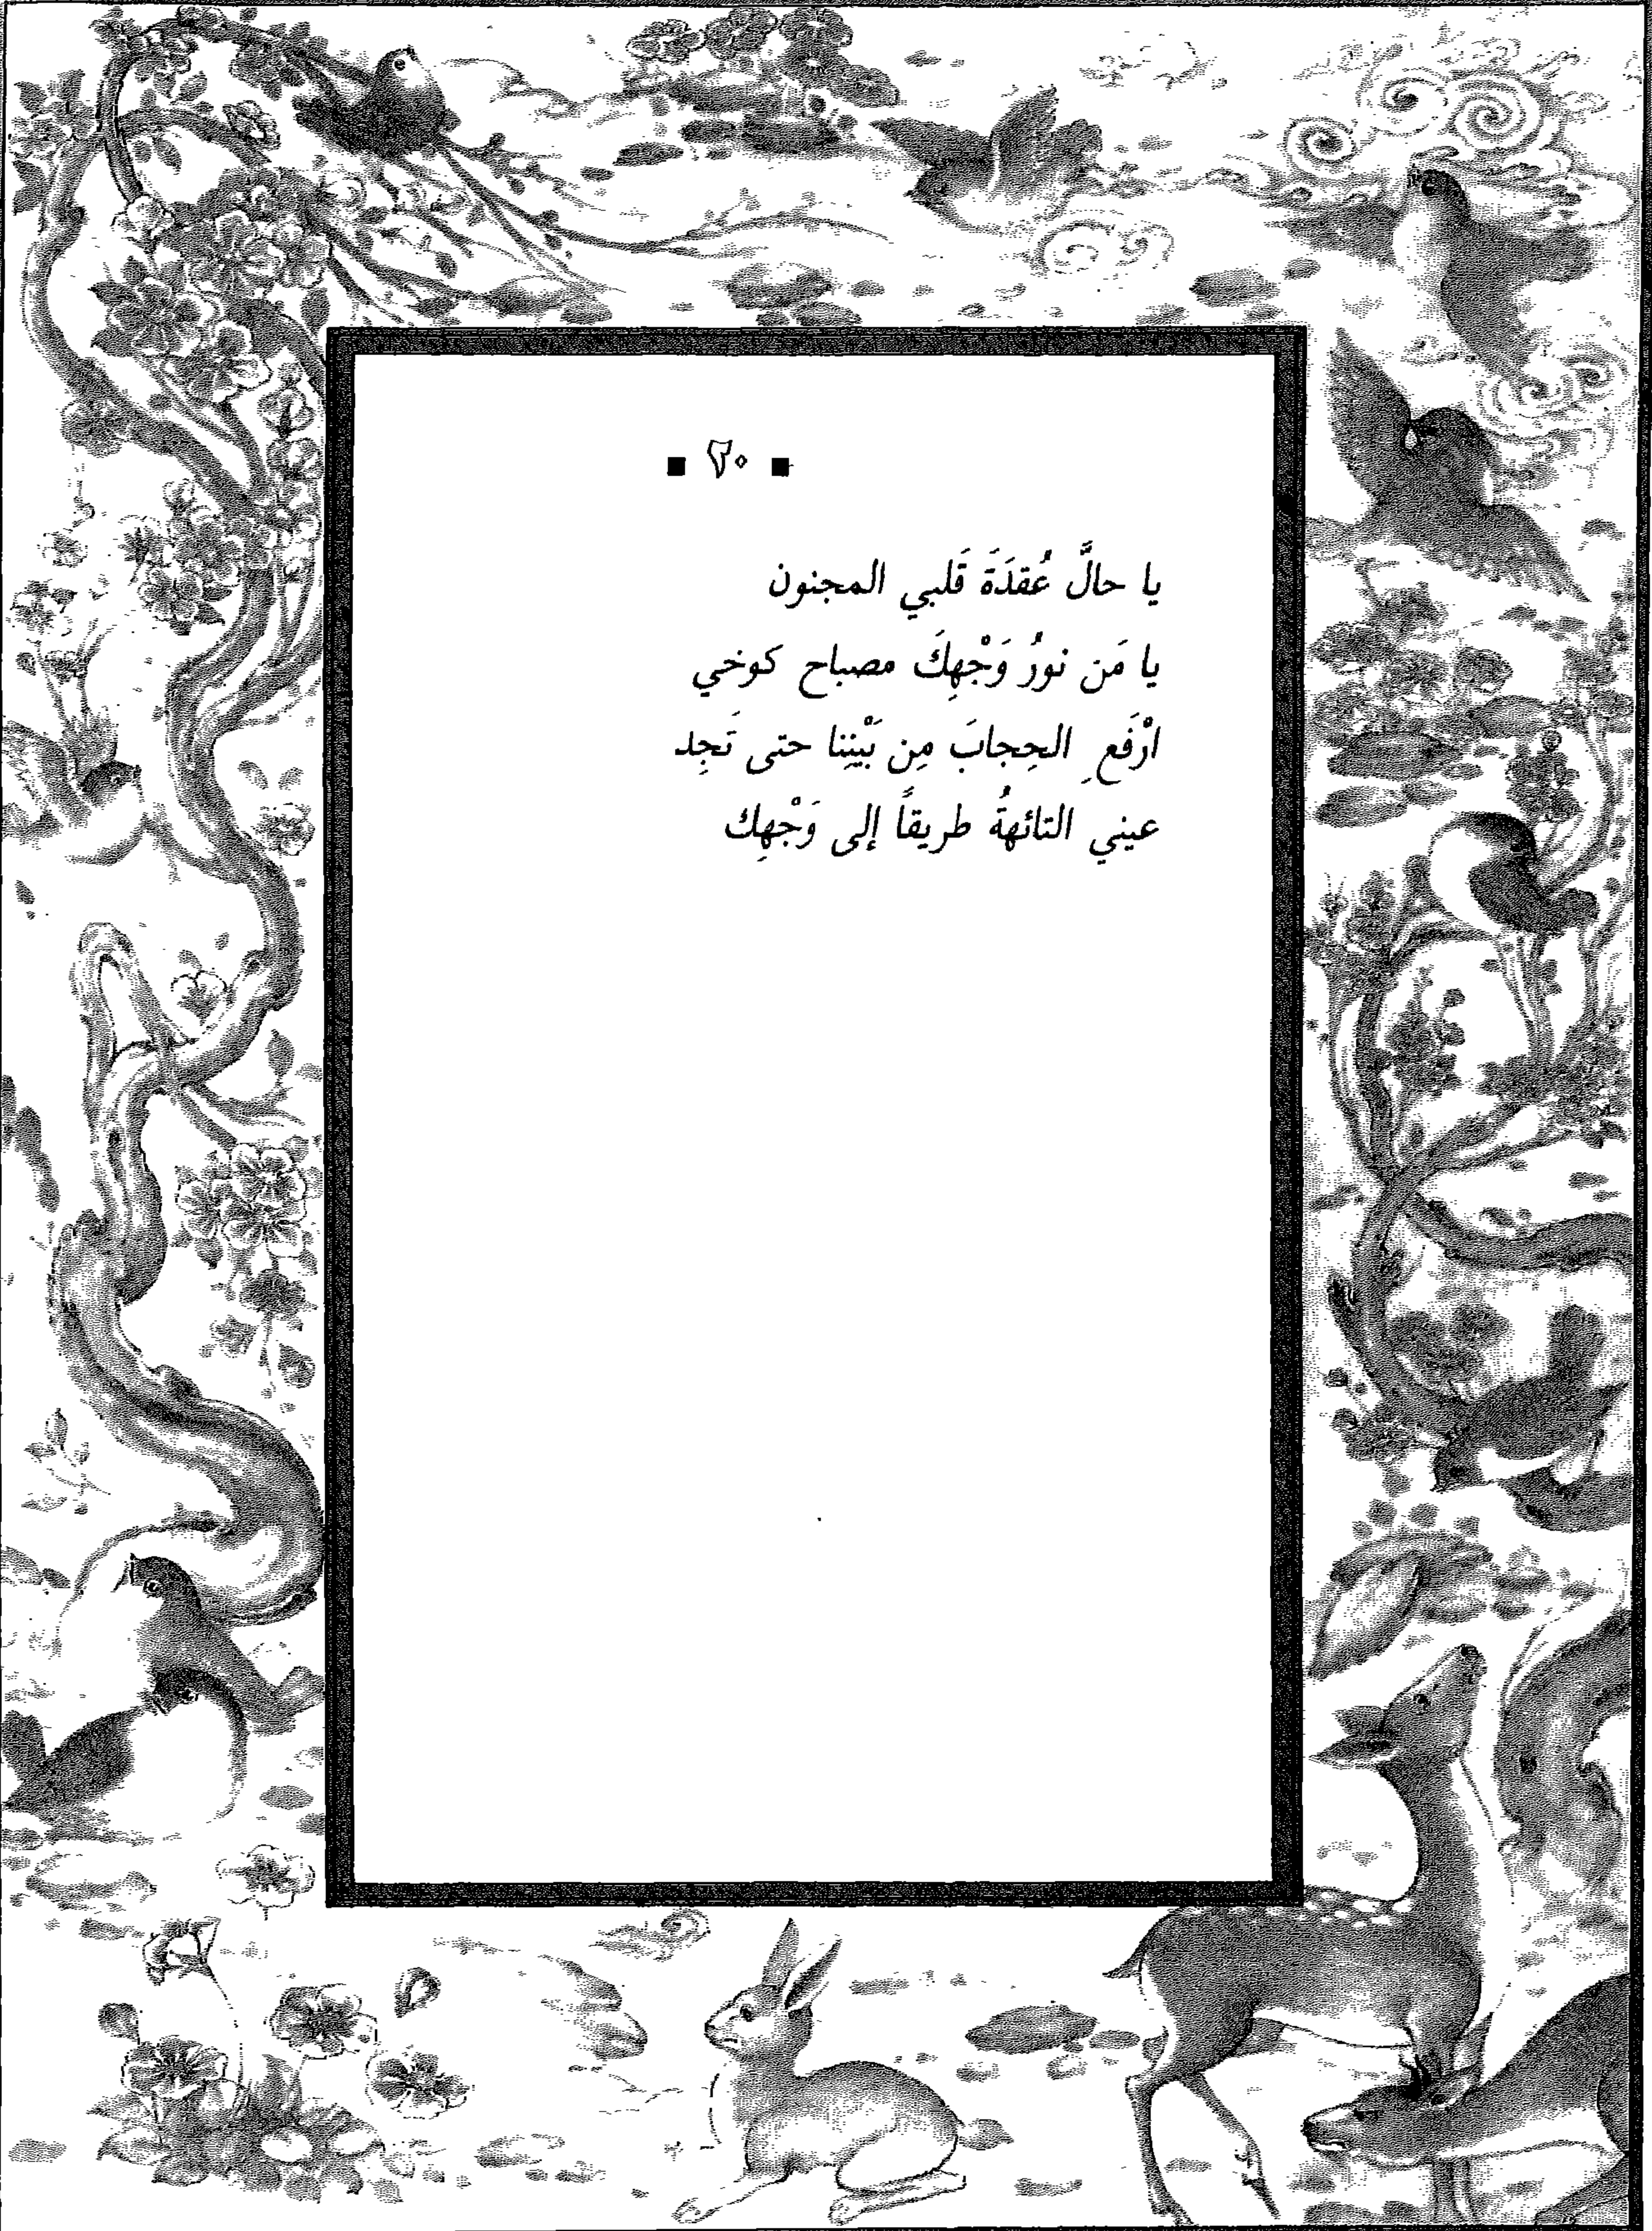 ▪ ٢٠ ▪
يا حالَّ عُقدَةَ قَلبي المجنون
يا مَن نورُ وَجْهِكَ مصباح كوخي
ارْفَعِ الحِجابَ مِن بَيْنِنا حتى تَجِد
عيني التائهةُ طريقاً إلى وَجْهِك